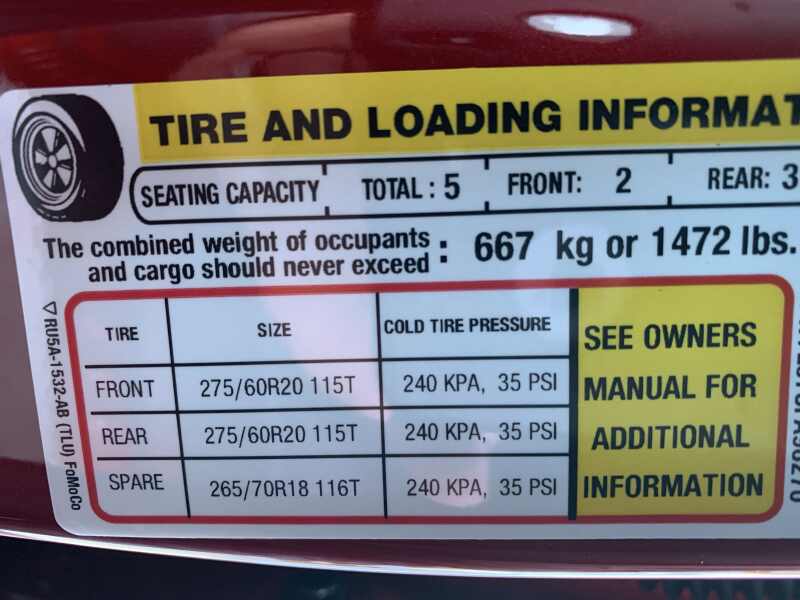 TIRE AND LOADING INFORMAT
SEATING CAPACITY TOTAL : 5 FRONT: 2 REAR: 3
The combined weight of occupants
and cargo should never exceed : 667 kg or 1472 lbs.
TIRE SIZE COLD TIRE PRESSURE
FRONT 275/60R20 115T 240 KPA, 35 PSI
REAR 275/60R20 115T 240 KPA, 35 PSI
SPARE 265/70R18 116T 240 KPA, 35 PSI
SEE OWNERS
MANUAL FOR
ADDITIONAL
INFORMATION
RU5A-1532-AB (TLU) FoMoCo